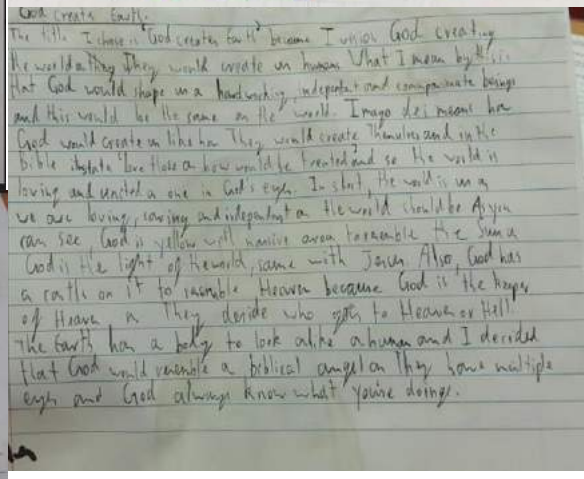 God creates Earth.
The title I chose is "God creates Earth" because I vision God creating
the world as they would create us humans. What I mean by this is
that God would shape us a hardworking, independent and compassionate beings
and this would be the same on the world. Imago dei means how
God would create us like how They would create Themselves and in the
bible it state 'love those a how would be treated' and so the world is
loving and united a one in God's eyes. In short, the world is us as
we are loving, caring and independent a the world should be. As you
can see, God is yellow with massive area to resemble the Sun a
God is the light of the world, same with Jesus. Also, God has
a castle on it to resemble Heaven because God is the keeper
of Heaven a They decide who goes to Heaven or Hell.
The Earth has a body to look alike a human and I decided
that God would resemble a biblical angel as They have multiple
eyes and God always know what you're doing.